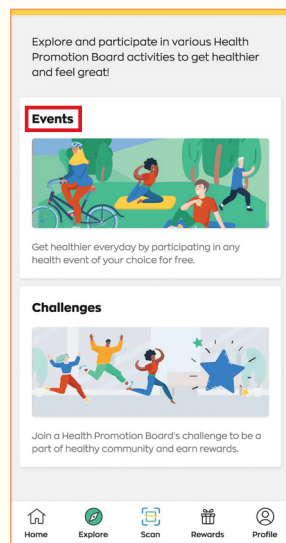 Explore and participate in various Health
Promotion Board activities to get healthier
and feel great!
Events
Get healthier everyday by participating in any
health event of your choice for free.
Challenges
Join a Health Promotion Board's challenge to be a
part of healthy community and earn rewards.
Home Explore Scan Rewards Profile